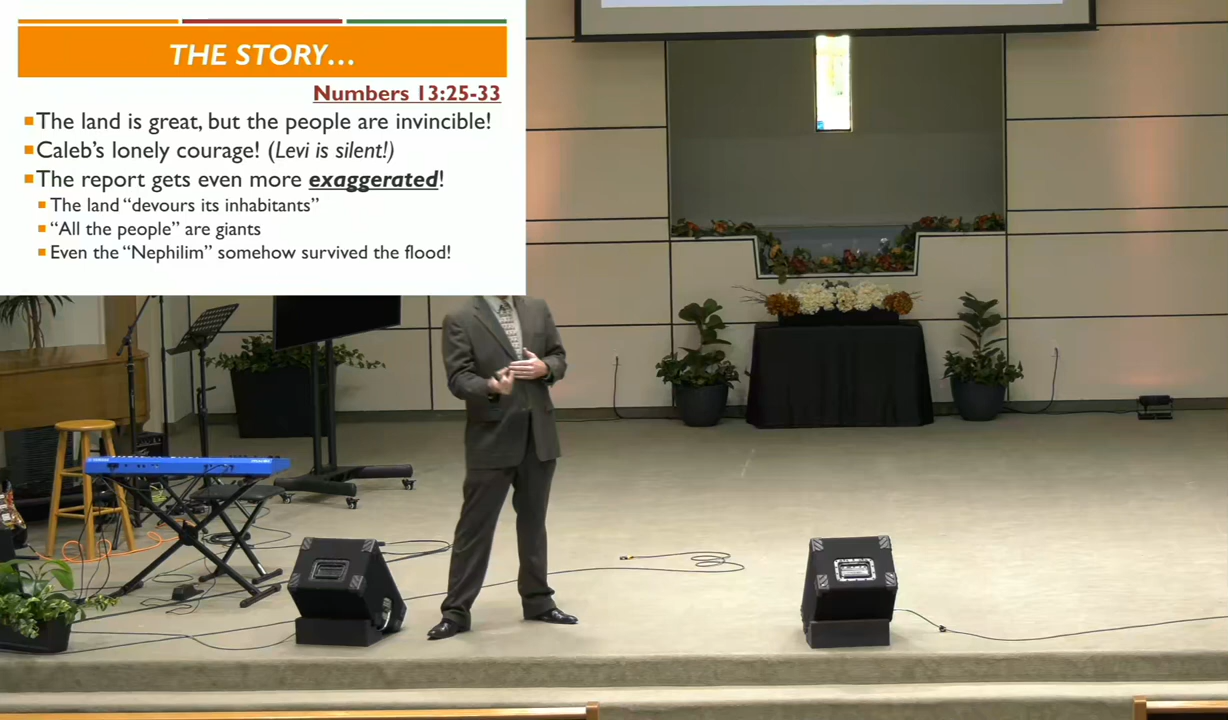 THE STORY…
Numbers 13:25-33
The land is great, but the people are invincible!
Caleb’s lonely courage! (Levi is silent!)
The report gets even more exaggerated!
The land “devours its inhabitants”
“All the people” are giants
Even the “Nephilim” somehow survived the flood!